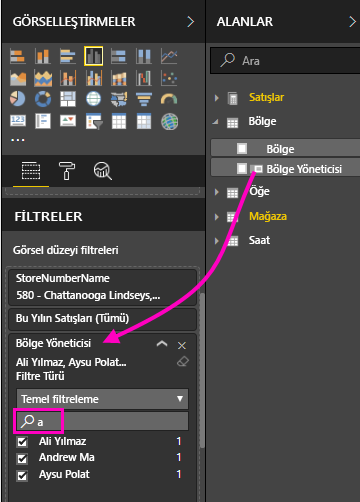 GÖRSELLEŞTİRMELER
FİLTRELER
Görsel düzeyi filtreleri
StoreNumberName
580 - Chattanooga Lindseys,...
Bu Yılın Satışları (Tümü)
Bölge Yöneticisi
Ali Yılmaz, Aysu Polat...
Filtre Türü
Temel filtreleme
a
Ali Yılmaz 1
Andrew Ma 1
Aysu Polat 1
ALANLAR
Ara
Satışlar
Bölge
Bölge
Bölge Yöneticisi
Öğe
Mağaza
Saat